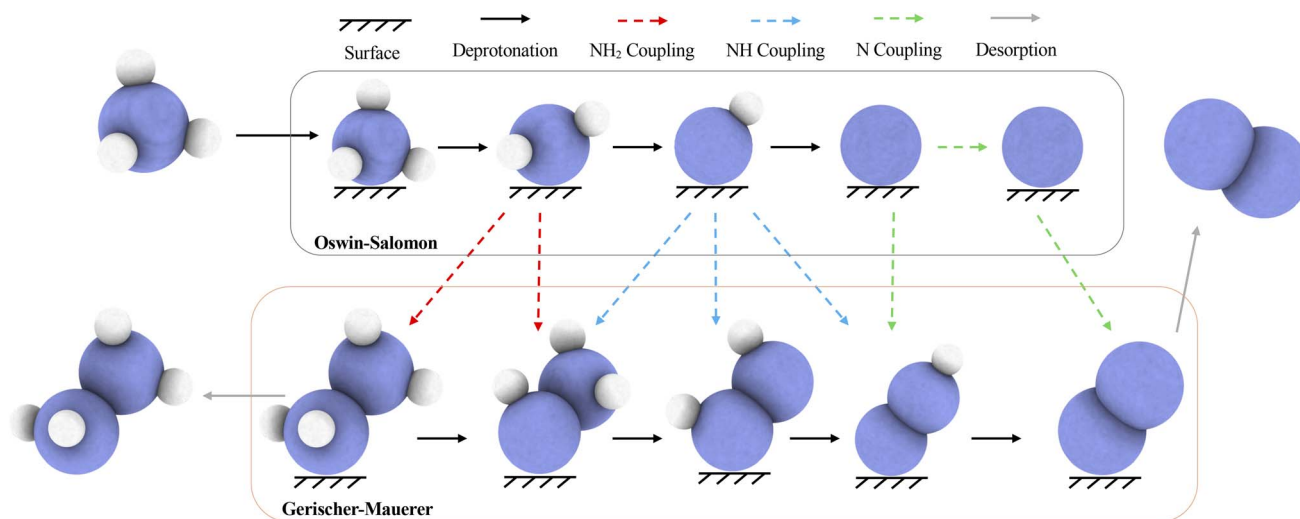 Surface
Deprotonation
NH₂ Coupling
NH Coupling
N Coupling
Desorption
Oswin-Salomon
Gerischer-Mauerer